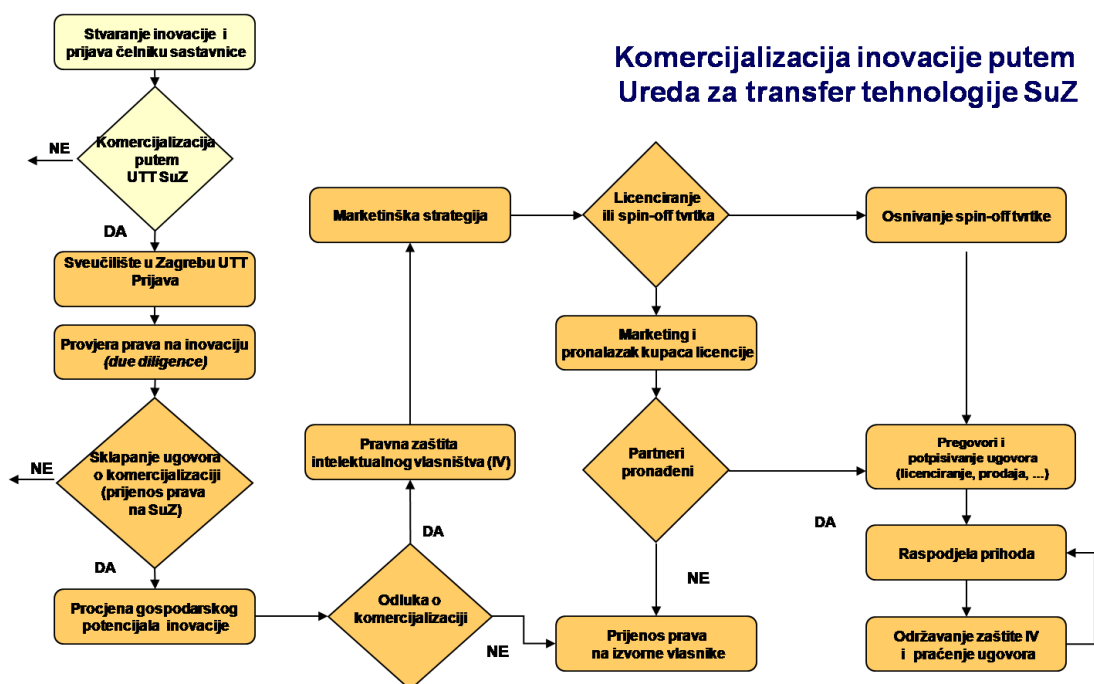 Komercijalizacija inovacije putem
Ureda za transfer tehnologije SuZ
Stvaranje inovacije i
prijava čelniku sastavnice
Komercijalizacija
putem
UTT SuZ
NE
DA
Sveučilište u Zagrebu UTT
Prijava
Provjera prava na inovaciju
(due diligence)
Sklapanje ugovora
o komercijalizaciji
(prijenos prava
na SuZ)
NE
DA
Procjena gospodarskog
potencijala inovacije
Odluka o
komercijalizaciji
DA
NE
Pravna zaštita
intelektualnog vlasništva (IV)
Marketinška strategija
Licenciranje
ili spin-off tvrtka
Marketing i
pronalazak kupaca licencije
Partneri
pronađeni
NE
DA
Prijenos prava
na izvorne vlasnike
Osnivanje spin-off tvrtke
Pregovori i
potpisivanje ugovora
(licenciranje, prodaja, ...)
Raspodjela prihoda
Održavanje zaštite IV
i praćenje ugovora